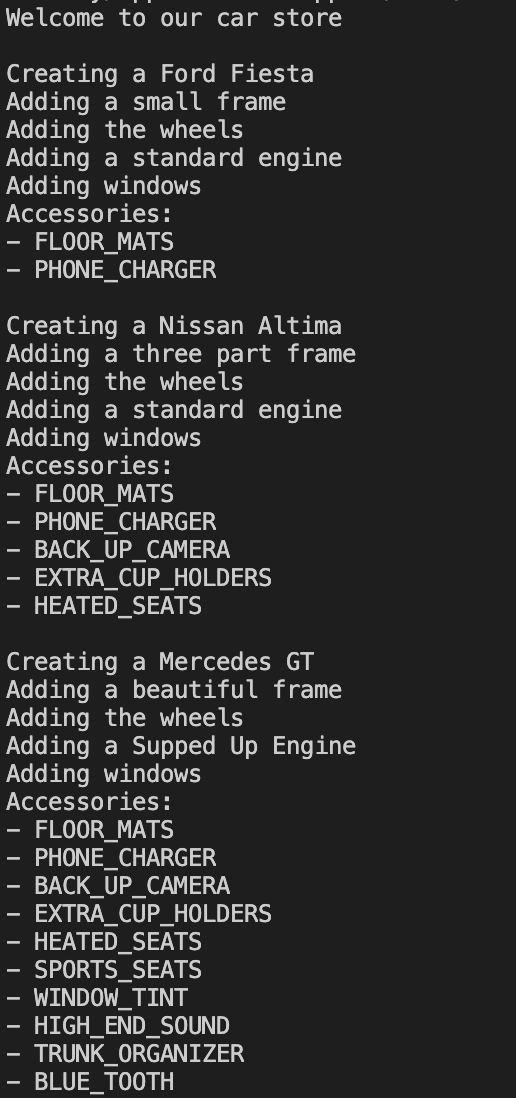 Welcome to our car store
Creating a Ford Fiesta
Adding a small frame
Adding the wheels
Adding a standard engine
Adding windows
Accessories:
- FLOOR_MATS
- PHONE_CHARGER
Creating a Nissan Altima
Adding a three part frame
Adding the wheels
Adding a standard engine
Adding windows
Accessories:
- FLOOR_MATS
- PHONE_CHARGER
- BACK_UP_CAMERA
- EXTRA_CUP_HOLDERS
- HEATED_SEATS
Creating a Mercedes GT
Adding a beautiful frame
Adding the wheels
Adding a Supped Up Engine
Adding windows
Accessories:
- FLOOR_MATS
- PHONE_CHARGER
- BACK_UP_CAMERA
- EXTRA_CUP_HOLDERS
- HEATED_SEATS
- SPORTS_SEATS
- WINDOW_TINT
- HIGH_END_SOUND
- TRUNK_ORGANIZER
- BLUE_TOOTH